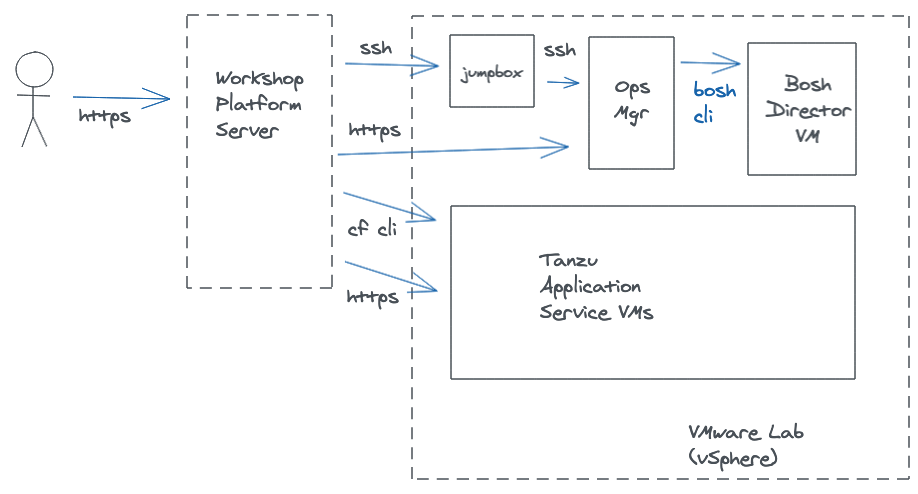 https
Workshop
Platform
Server
ssh
https
cf cli
https
jumpbox
ssh
Ops
Mgr
bosh
cli
Bosh
Director
VM
Tanzu
Application
Service VMs
VMware Lab
(vSphere)